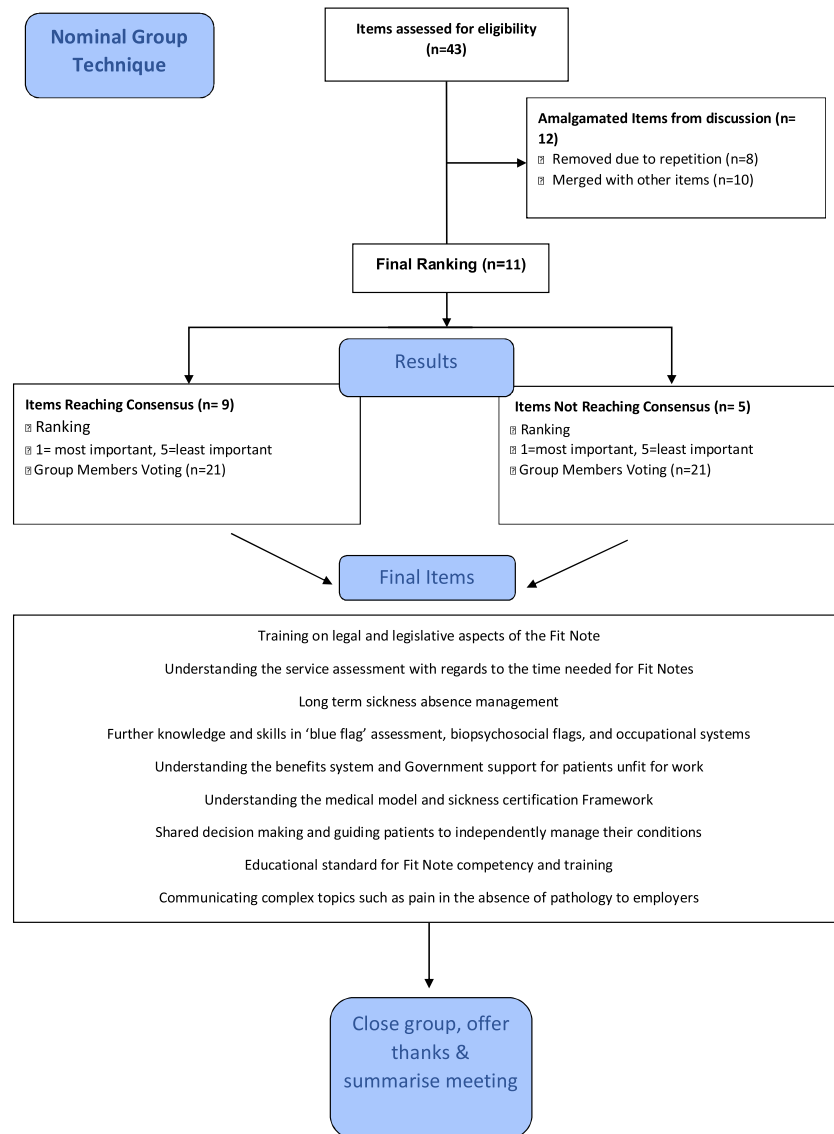 Nominal Group
Technique
Items assessed for eligibility
(n=43)
Amalgamated Items from discussion (n=
12)
Removed due to repetition (n=8)
Merged with other items (n=10)
Final Ranking (n=11)
Results
Items Reaching Consensus (n= 9)
Ranking
1= most important, 5=least important
Group Members Voting (n=21)
Items Not Reaching Consensus (n= 5)
Ranking
1=most important, 5=least important
Group Members Voting (n=21)
Final Items
Training on legal and legislative aspects of the Fit Note
Understanding the service assessment with regards to the time needed for Fit Notes
Long term sickness absence management
Further knowledge and skills in ‘blue flag’ assessment, biopsychosocial flags, and occupational systems
Understanding the benefits system and Government support for patients unfit for work
Understanding the medical model and sickness certification Framework
Shared decision making and guiding patients to independently manage their conditions
Educational standard for Fit Note competency and training
Communicating complex topics such as pain in the absence of pathology to employers
Close group, offer
thanks &
summarise meeting